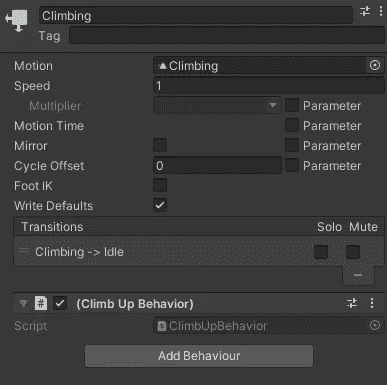 Climbing
Tag
Motion Climbing
Speed 1
Multiplier Parameter
Motion Time Parameter
Mirror Parameter
Cycle Offset 0 Parameter
Foot IK
Write Defaults
Transitions Solo Mute
Climbing -> Idle
# (Climb Up Behavior)
Script # ClimbUpBehavior
Add Behaviour